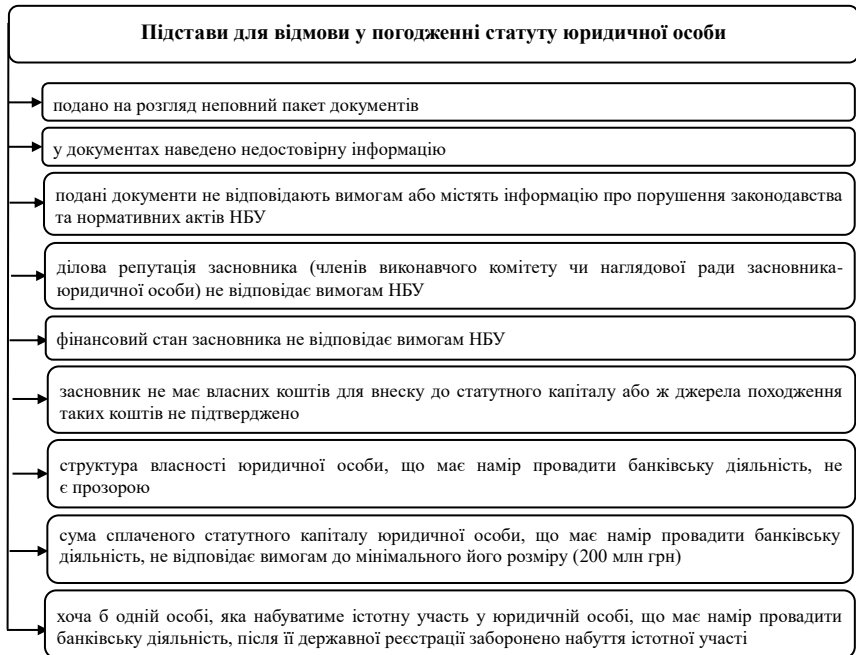 Підстави для відмови у погодженні статуту юридичної особи
подано на розгляд неповний пакет документів
у документах наведено недостовірну інформацію
подані документи не відповідають вимогам або містять інформацію про порушення законодавства
та нормативних актів НБУ
ділова репутація засновника (членів виконавчого комітету чи наглядової ради засновника-
юридичної особи) не відповідає вимогам НБУ
фінансовий стан засновника не відповідає вимогам НБУ
засновник не має власних коштів для внеску до статутного капіталу або ж джерела походження
таких коштів не підтверджено
структура власності юридичної особи, що має намір провадити банківську діяльність, не
є прозорою
сума сплаченого статутного капіталу юридичної особи, що має намір провадити банківську
діяльність, не відповідає вимогам до мінімального його розміру (200 млн грн)
хоча б одній особі, яка набуватиме істотну участь у юридичній особі, що має намір провадити
банківську діяльність, після її державної реєстрації заборонено набуття істотної участі